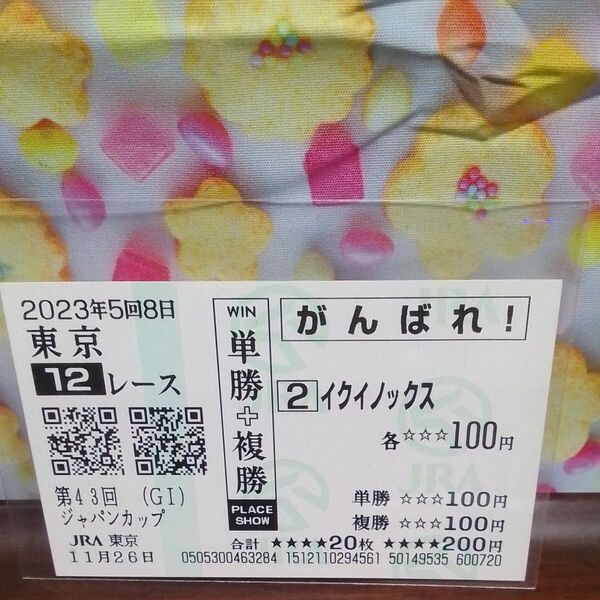 2023年5回8日
東京
12レース
第43回 (GI)
ジャパンカップ
JRA 東京
11月26日
WIN
単勝+複勝
PLACE
SHOW
がんばれ!
2 イクイノックス
各☆☆☆100円
単勝 ☆☆☆100円
複勝 ☆☆☆100円
合計 ★★★★20枚 ★★★★200円
0505300463284 1512110294561 50149535 600720
JRA
JRA